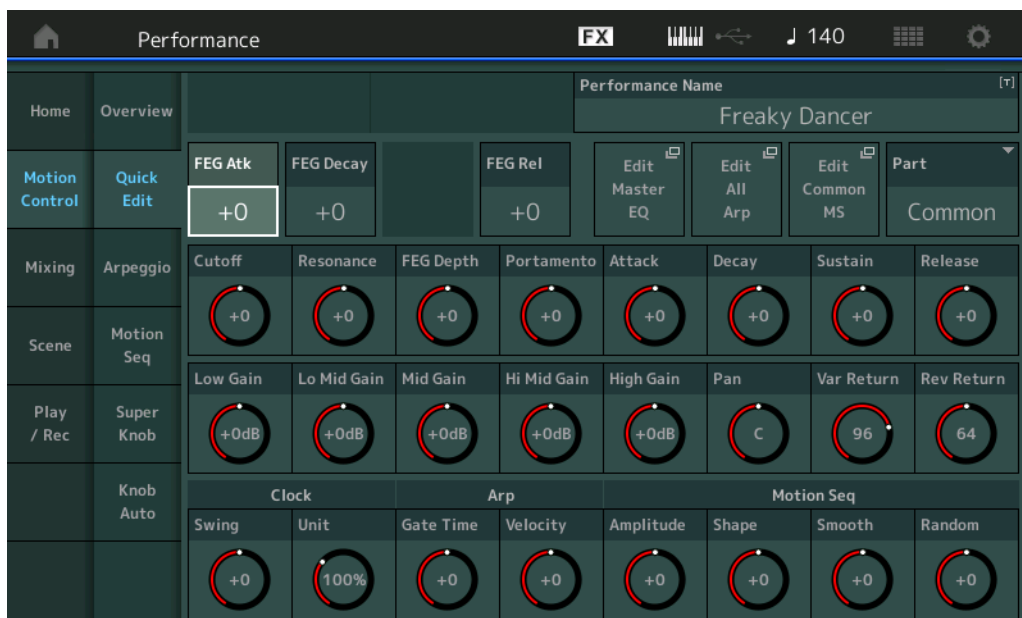 Performance
FX
♩ 140
Performance Name
[T]
Freaky Dancer
Home
Overview
Motion
Control
Quick
Edit
FEG Atk
+0
FEG Decay
+0
FEG Rel
+0
Edit
Master
EQ
Edit
All
Arp
Edit
Common
MS
Part
Common
Mixing
Arpeggio
Cutoff
Resonance
FEG Depth
Portamento
Attack
Decay
Sustain
Release
+0
+0
+0
+0
+0
+0
+0
+0
Scene
Motion
Seq
Low Gain
Lo Mid Gain
Mid Gain
Hi Mid Gain
High Gain
Pan
Var Return
Rev Return
+0dB
+0dB
+0dB
+0dB
+0dB
C
96
64
Play
/ Rec
Super
Knob
Knob
Auto
Clock
Arp
Motion Seq
Swing
Unit
Gate Time
Velocity
Amplitude
Shape
Smooth
Random
+0
100%
+0
+0
+0
+0
+0
+0